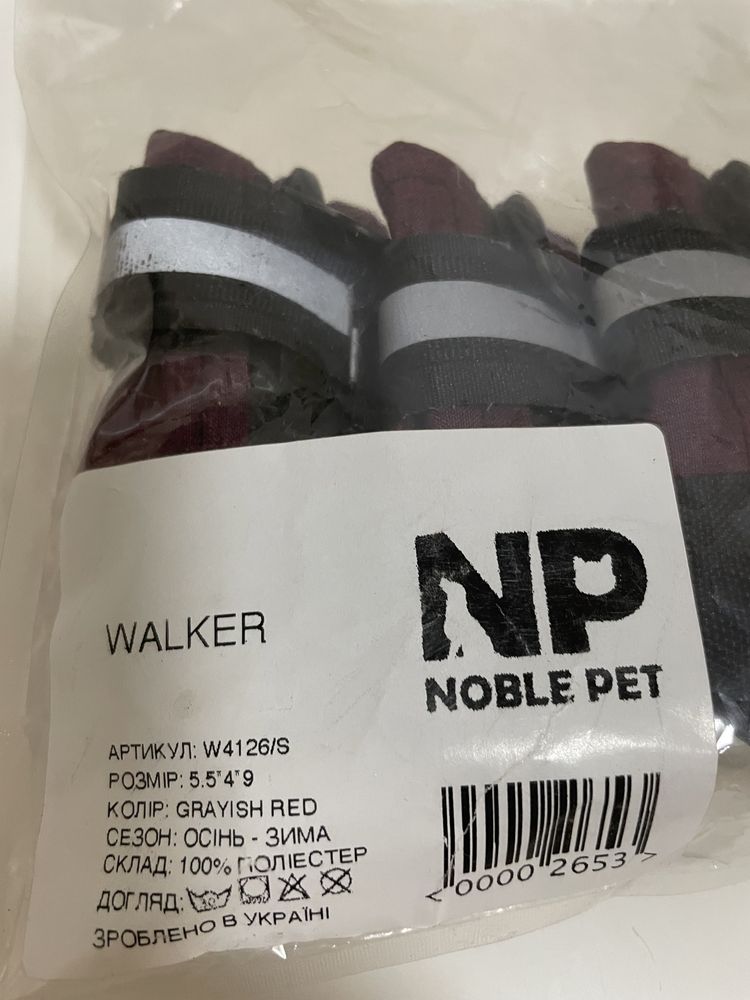 NP
NOBLE PET
WALKER
АРТИКУЛ: W4126/S
РОЗМІР: 5.5*4*9
КОЛІР: GRAYISH RED
СЕЗОН: ОСІНЬ - ЗИМА
СКЛАД: 100% ПОЛІЕСТЕР
ДОГЛЯД: 30
ЗРОБЛЕНО В УКРАЇНІ
<0000 2653>